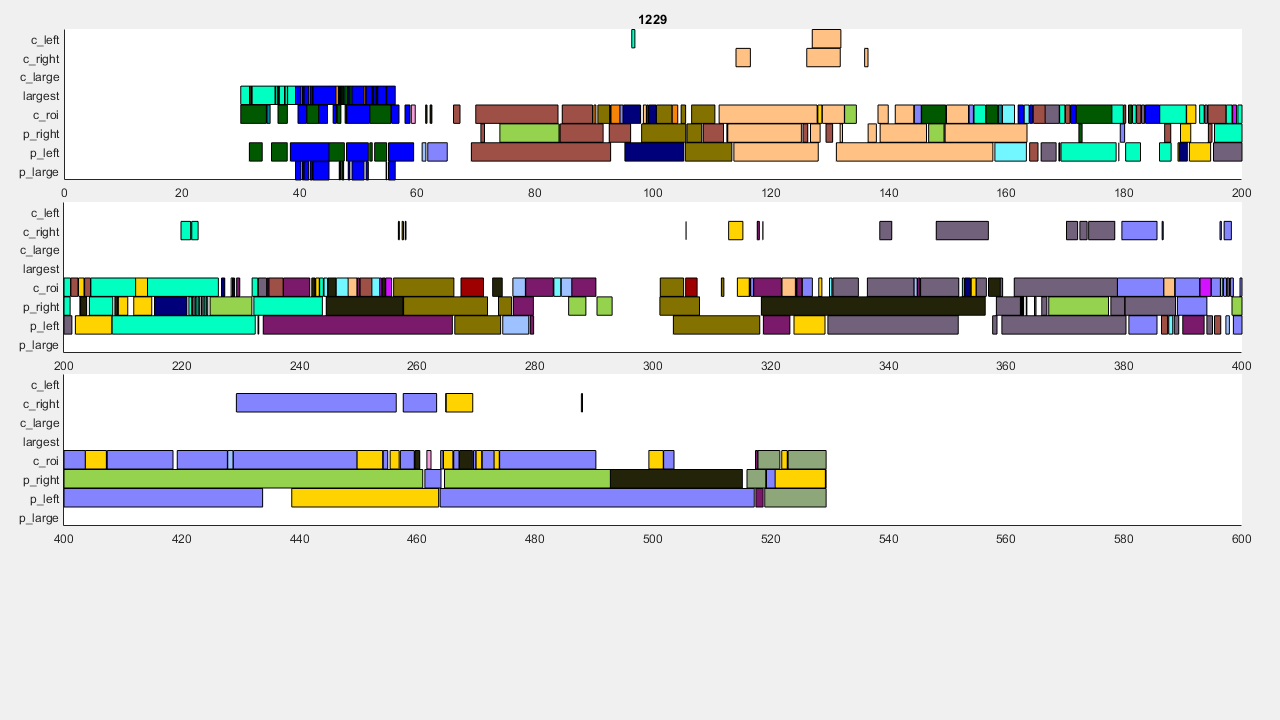 1229
c_left
c_right
c_large
largest
c_roi
p_right
p_left
p_large
0 20 40 60 80 100 120 140 160 180 200
c_left
c_right
c_large
largest
c_roi
p_right
p_left
p_large
200 220 240 260 280 300 320 340 360 380 400
c_left
c_right
c_large
largest
c_roi
p_right
p_left
p_large
400 420 440 460 480 500 520 540 560 580 600